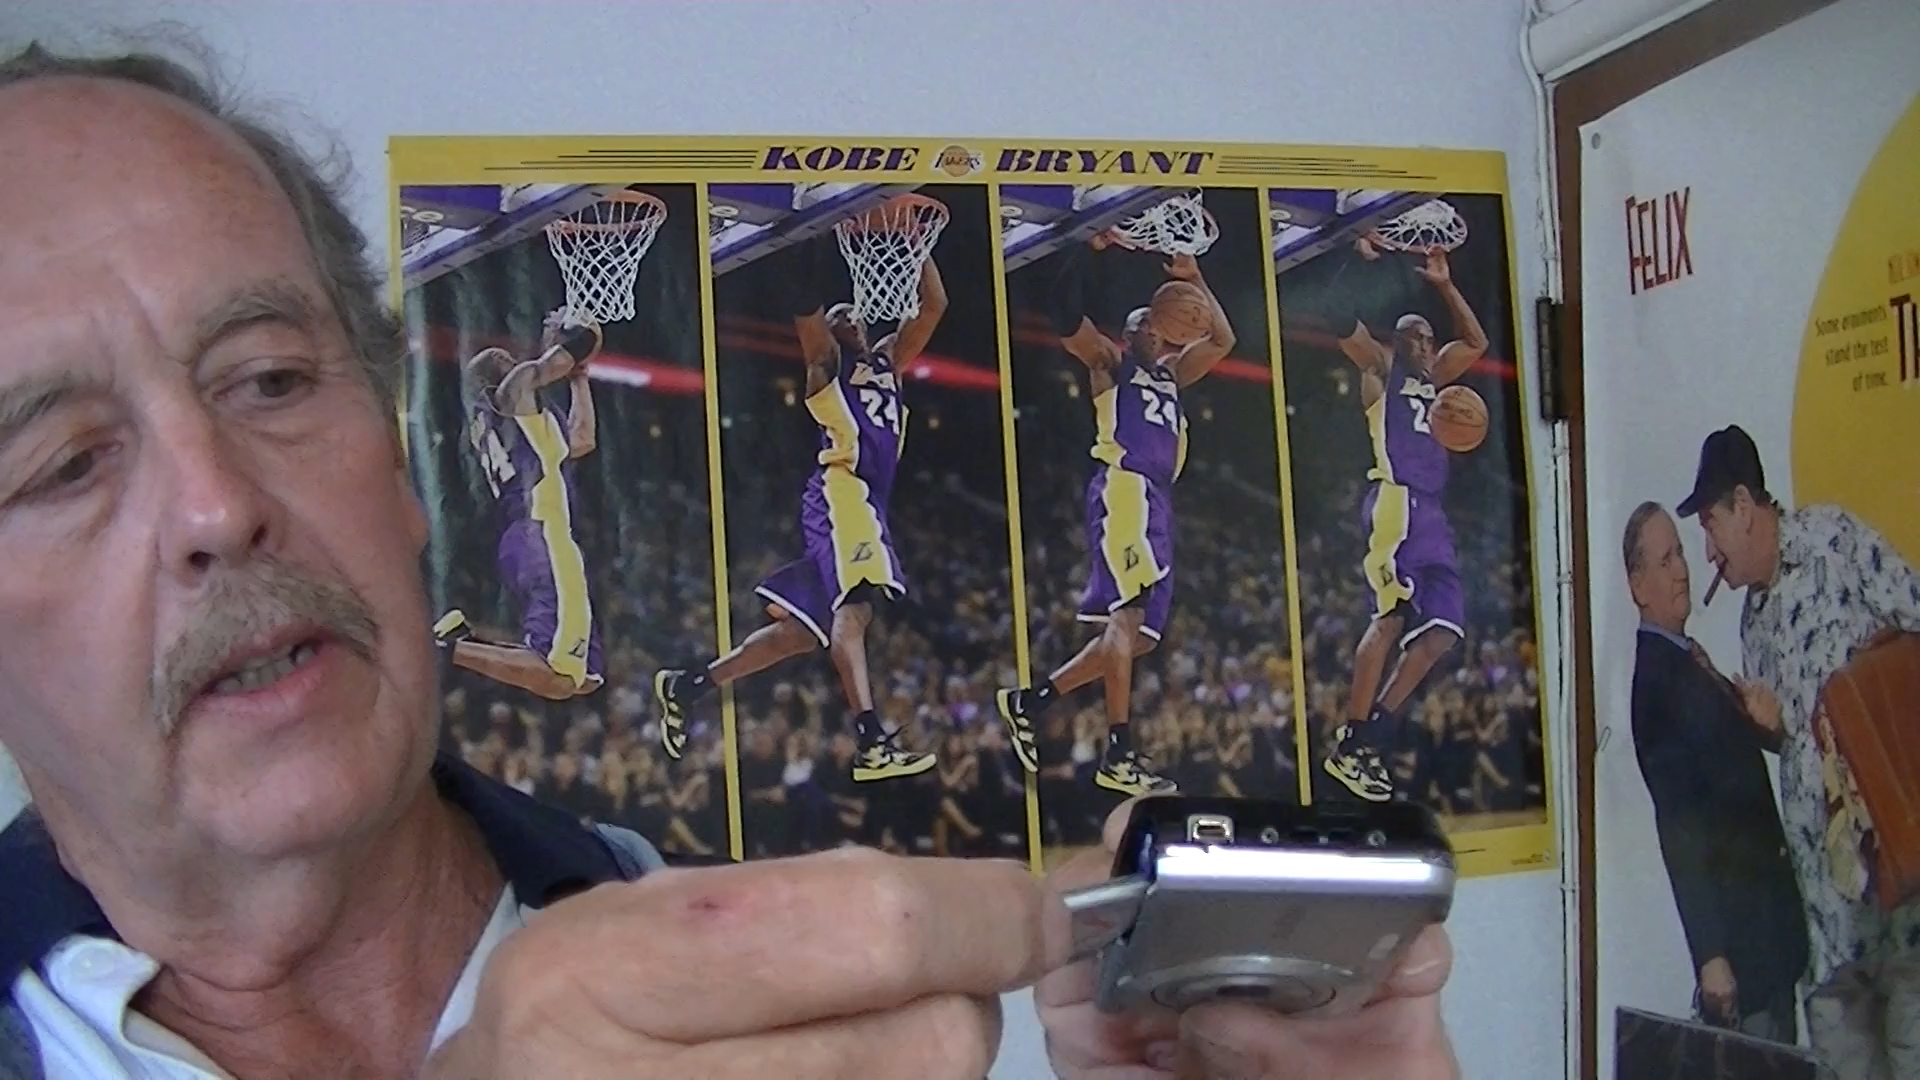 KOBE LAKERS BRYANT
24
24
24
FELIX
Some arguments
stand the test
of time.